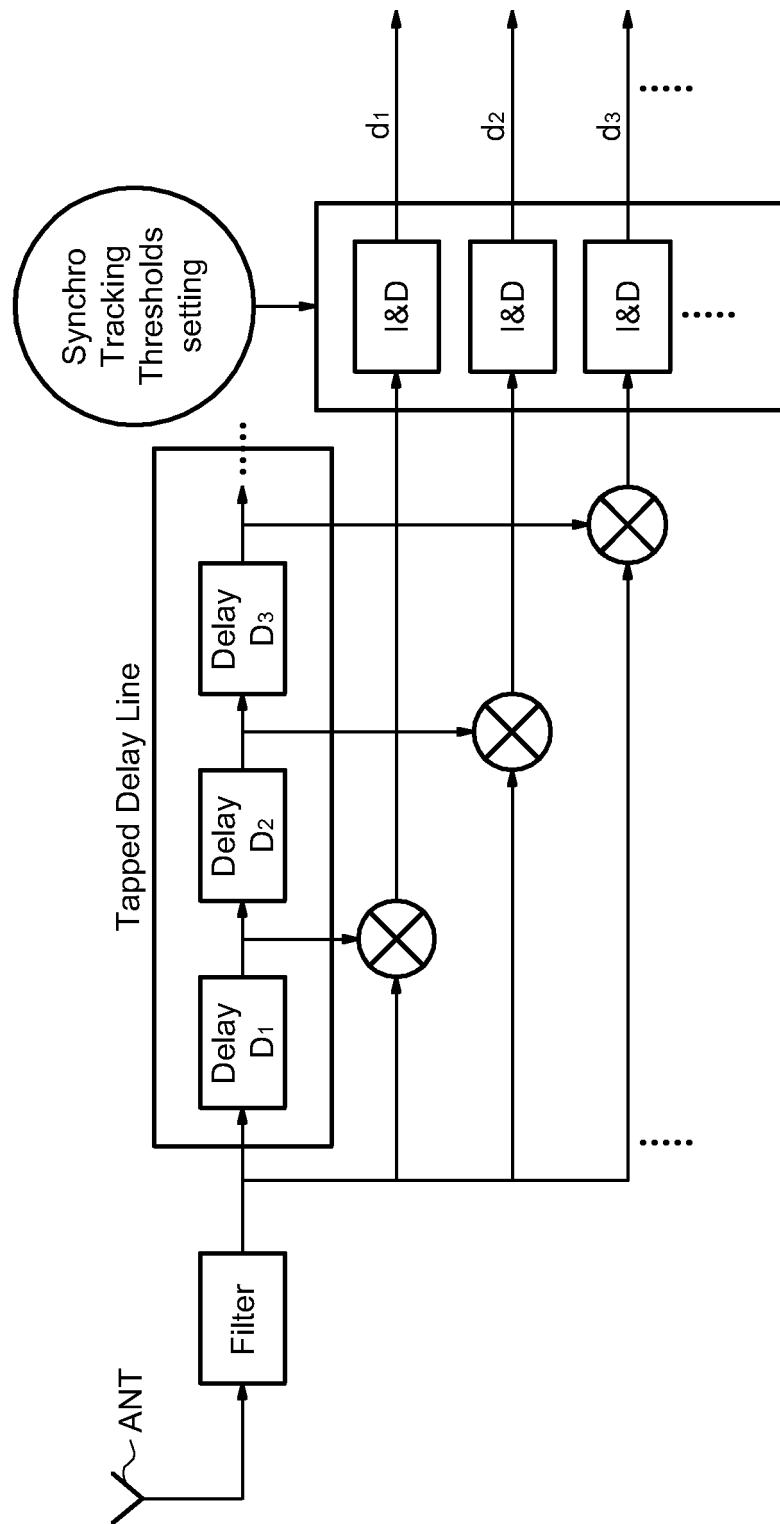 ANT
Filter
Tapped Delay Line
Delay
D1
Delay
D2
Delay
D3
Synchro
Tracking
Thresholds
setting
I&D
d1
I&D
d2
I&D
d3